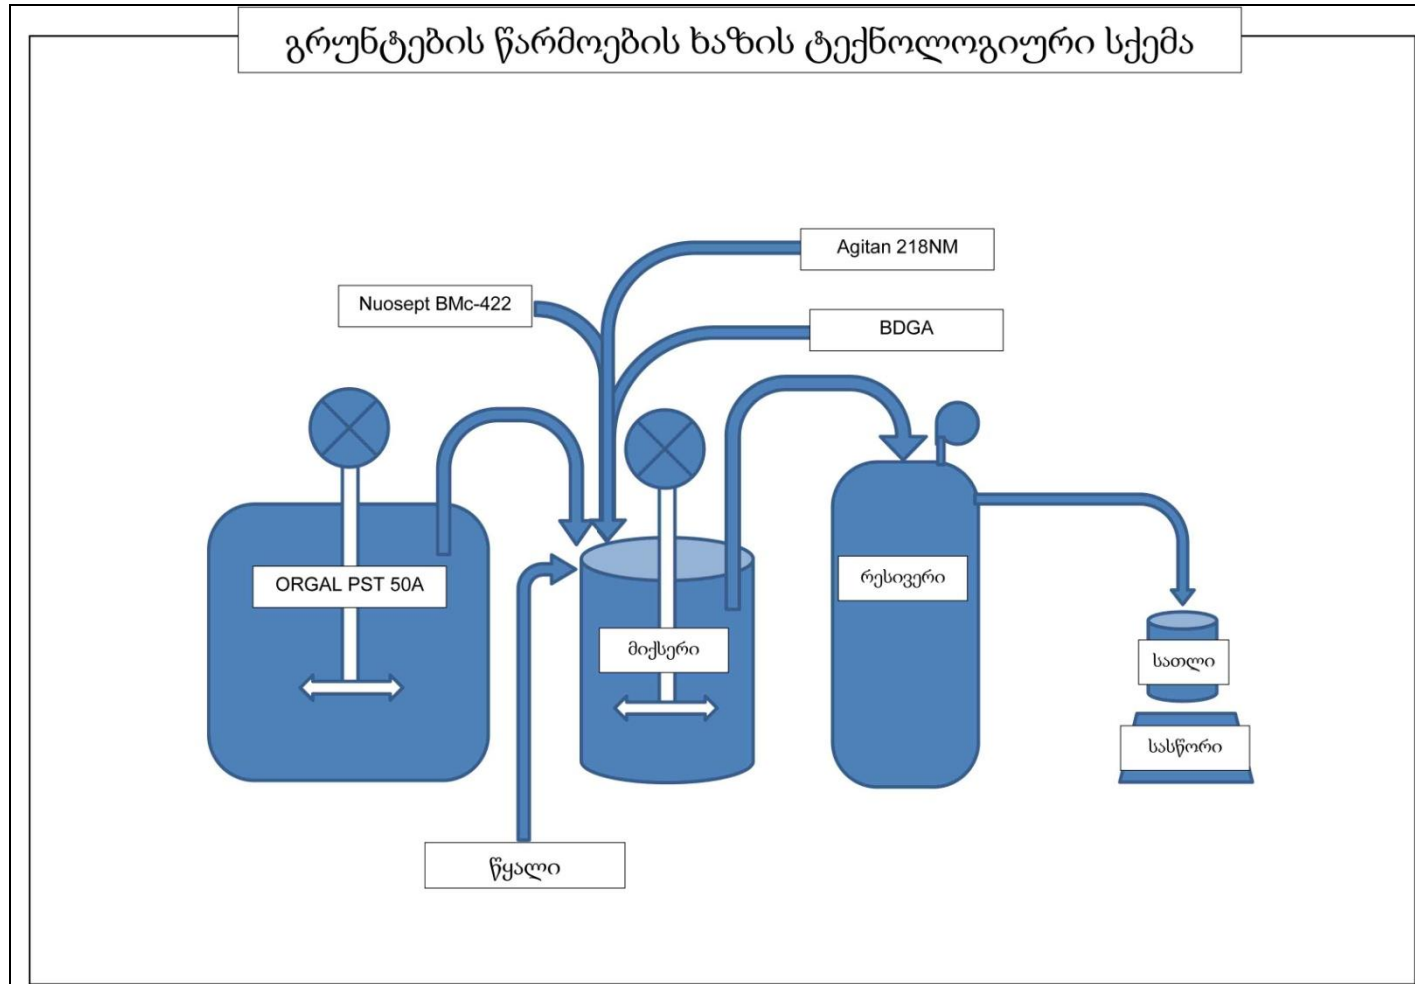 გრუნტების წარმოების ხაზის ტექნოლოგიური სქემა
Agitan 218NM
Nuosept BMc-422
BDGA
ORGAL PST 50A
რესივერი
მიქსერი
სათლი
სასწორი
წყალი